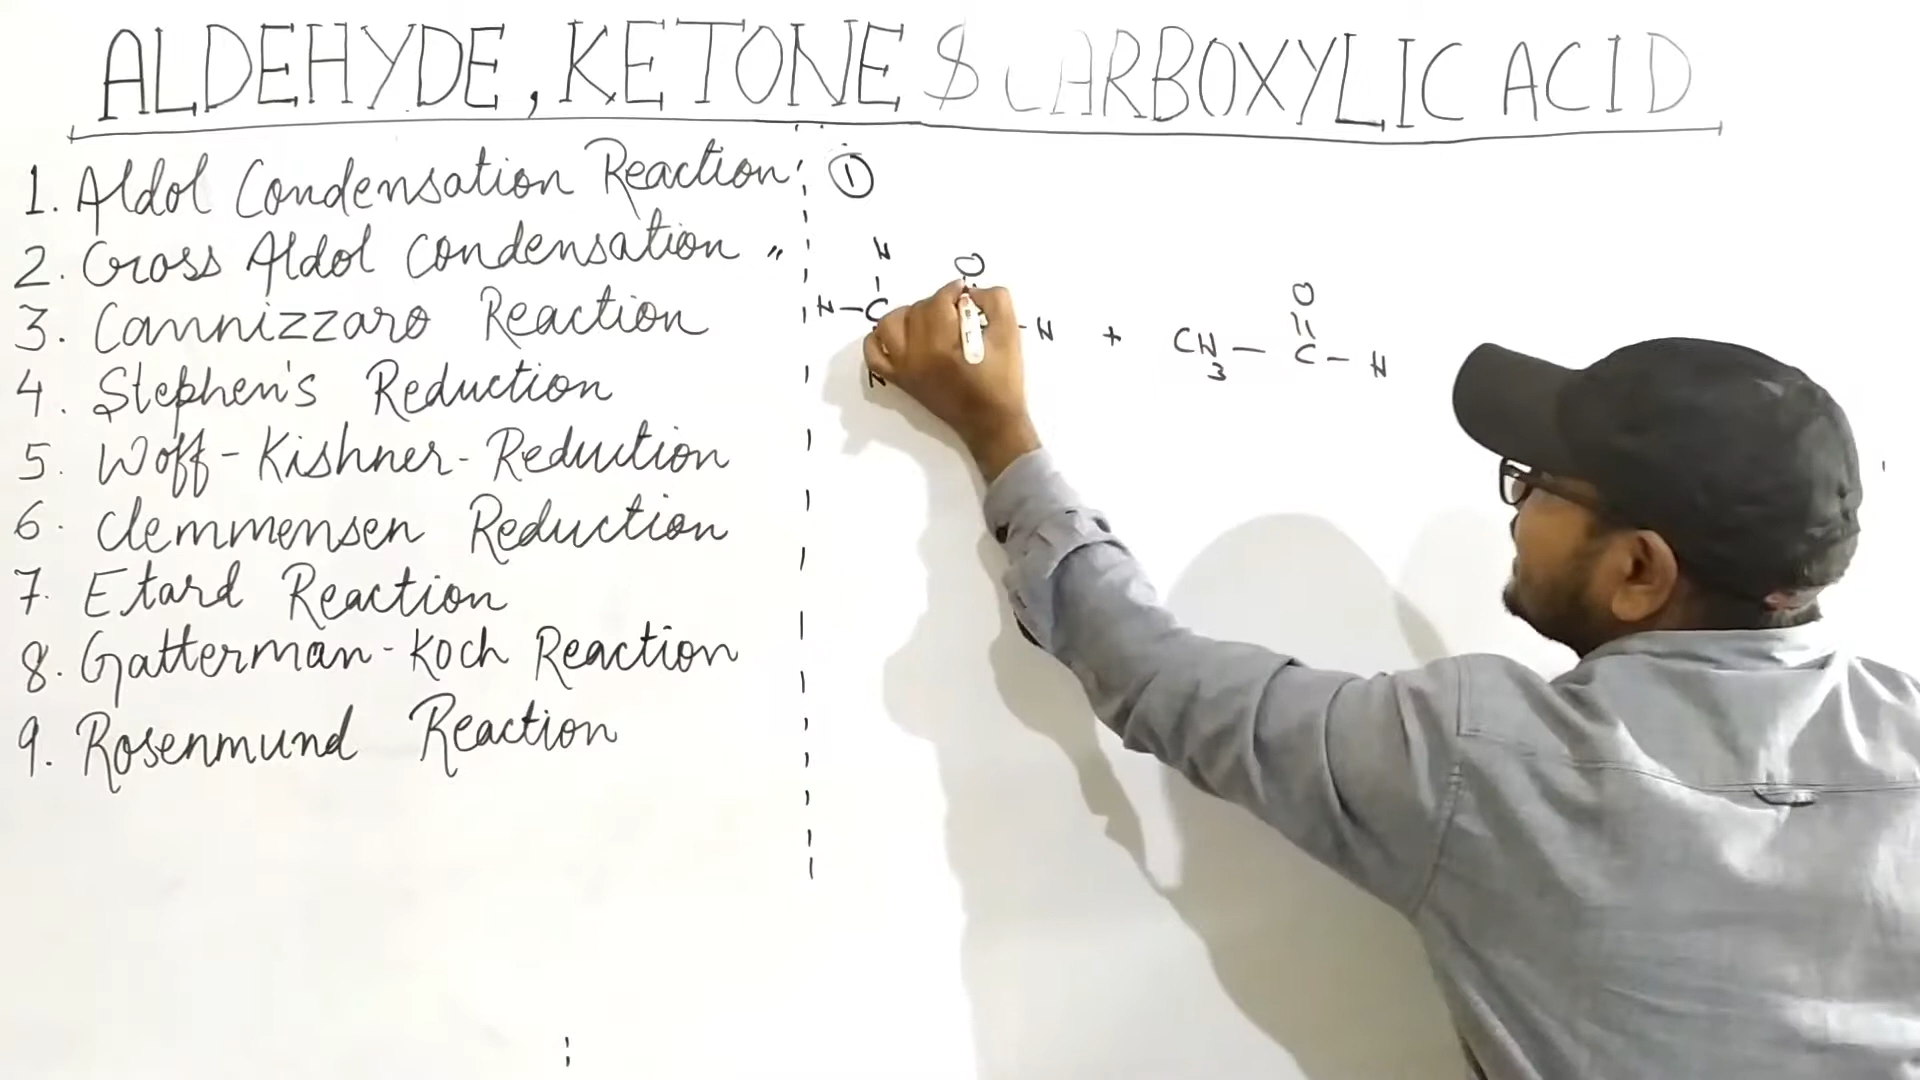 ALDEHYDE, KETONE $ CARBOXYLIC ACID
1. Aldol Condensation Reaction
2. Cross Aldol Condensation "
3. Cannizzaro Reaction
4. Stephen's Reduction
5. Woff-Kishner-Reduction
6. Clemmensen Reduction
7. Etard Reaction
8. Gatterman-Koch Reaction
9. Rosenmund Reaction
1
H
O
O
H-C -H + CH3-C-H
H